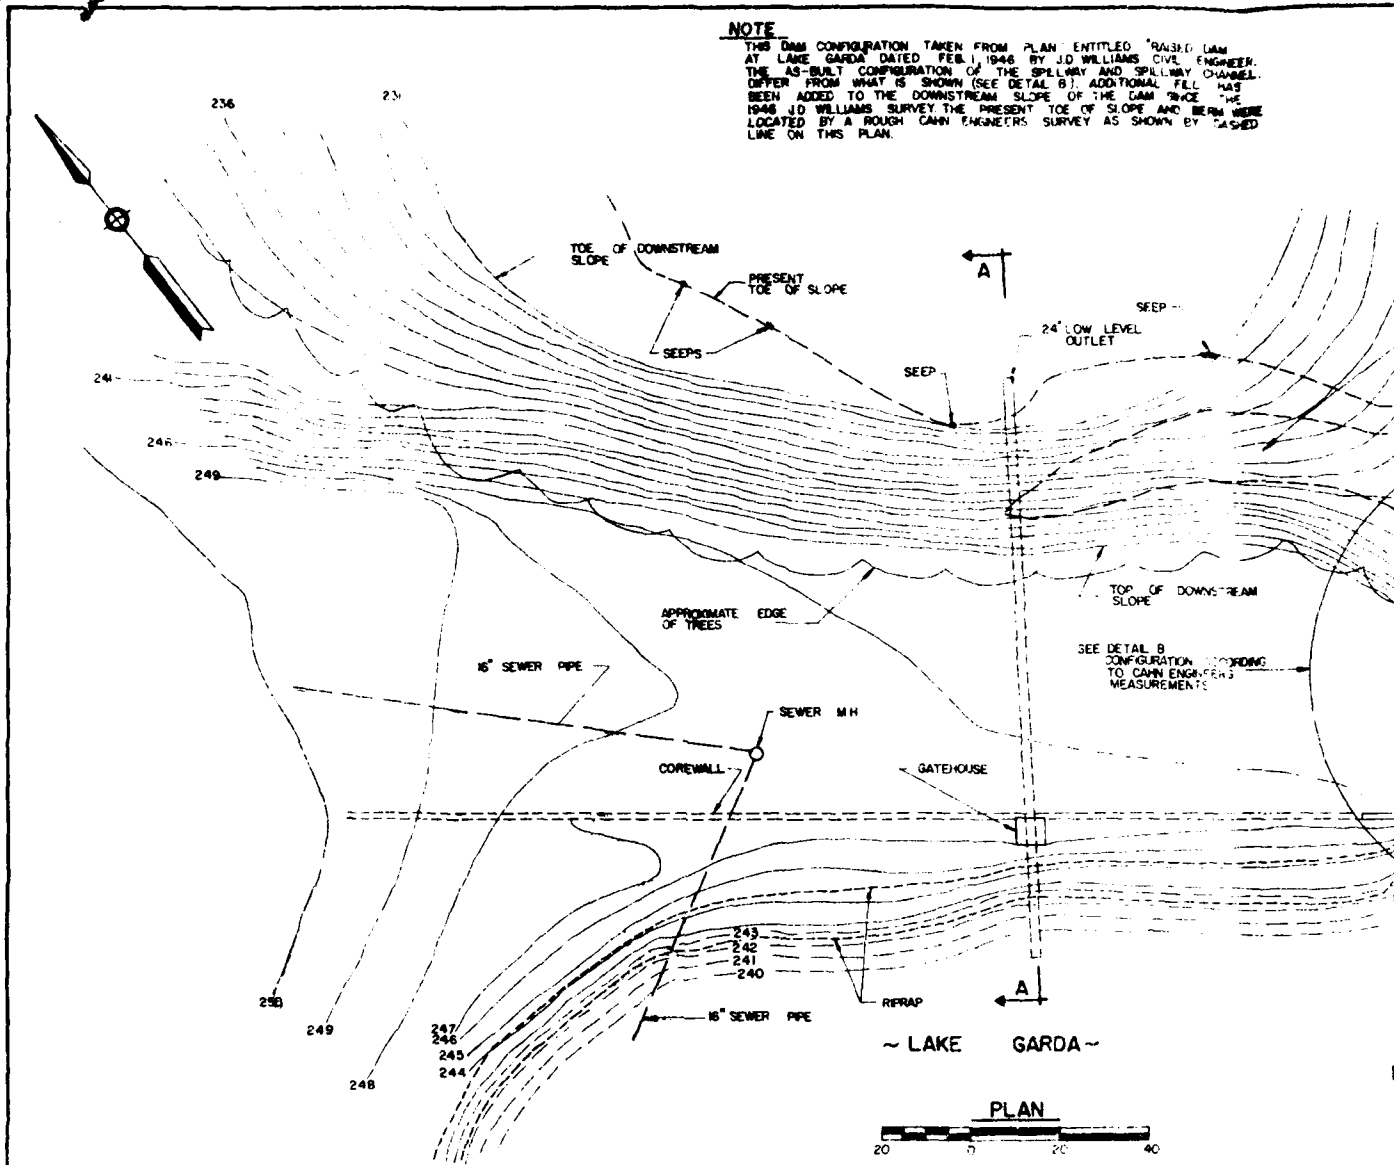 NOTE
THIS DAM CONFIGURATION TAKEN FROM PLAN ENTITLED "RAISED DAM
AT LAKE GARDA" DATED FEB. 1, 1946 BY J.D WILLIAMS CIVIL ENGINEER.
THE AS-BUILT CONFIGURATION OF THE SPILLWAY AND SPILLWAY CHANNEL
DIFFER FROM WHAT IS SHOWN (SEE DETAIL B). ADDITIONAL FILL HAS
BEEN ADDED TO THE DOWNSTREAM SLOPE OF THE DAM SINCE THE
1946 J.D WILLIAMS SURVEY. THE PRESENT TOE OF SLOPE AND BERM WERE
LOCATED BY A ROUGH CAHN ENGINEERS SURVEY AS SHOWN BY DASHED
LINE ON THIS PLAN.
236
231
TOE OF DOWNSTREAM
SLOPE
PRESENT
TOE OF SLOPE
A
SEEP
24" LOW LEVEL
OUTLET
SEEPS
SEEP
241
246
249
TOP OF DOWNSTREAM
SLOPE
APPROXIMATE EDGE
OF TREES
SEE DETAIL B
CONFIGURATION ACCORDING
TO CAHN ENGINEERS
MEASUREMENTS
16" SEWER PIPE
SEWER MH
COREWALL
GATEHOUSE
243
242
241
240
250
249
248
247
246
245
244
RIPRAP
A
16" SEWER PIPE
~ LAKE GARDA ~
PLAN
20 0 20 40